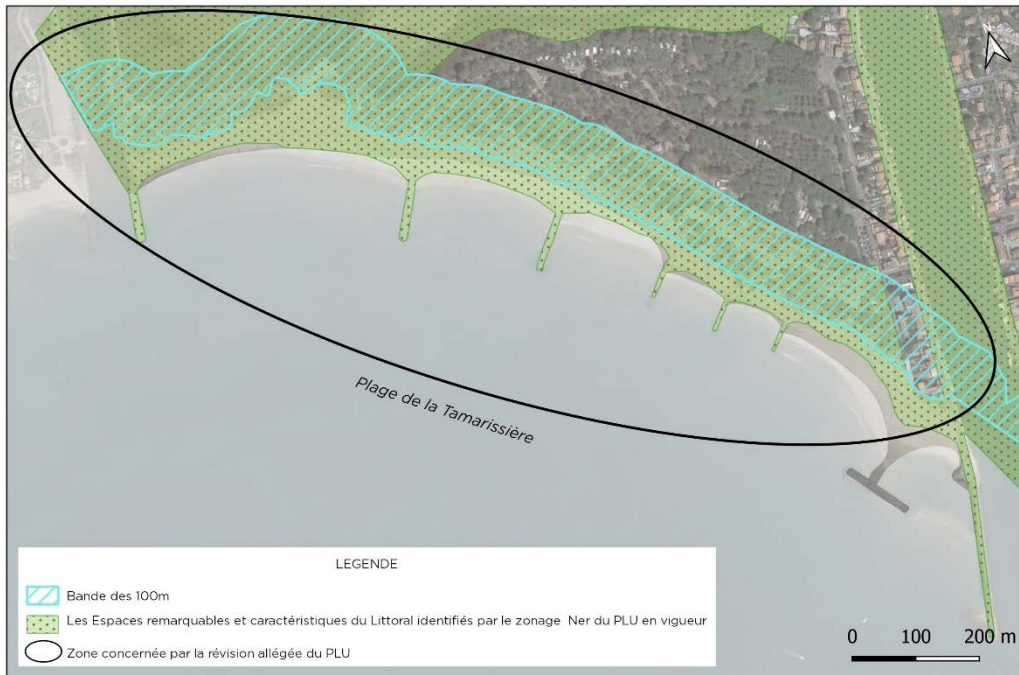 Plage de la Tamarissière
LEGENDE
Bande des 100m
Les Espaces remarquables et caractéristiques du Littoral identifiés par le zonage Ner du PLU en vigueur
Zone concernée par la révision allégée du PLU
0 100 200 m
N